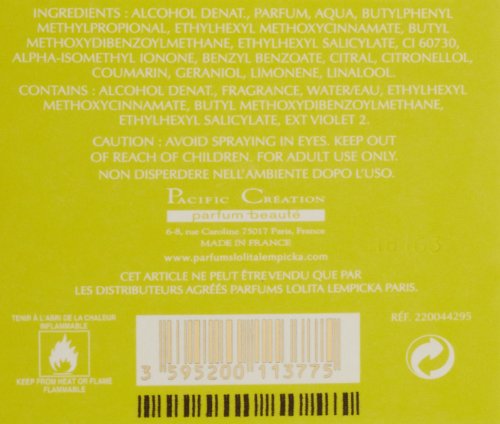 INGREDIENTS : ALCOHOL DENAT., PARFUM, AQUA, BUTYLPHENYL
METHYLPROPIONAL, ETHYLHEXYL METHOXYCINNAMATE, BUTYL
METHOXYDIBENZOYLMETHANE, ETHYLHEXYL SALICYLATE, CI 60730,
ALPHA-ISOMETHYL IONONE, BENZYL BENZOATE, CITRAL, CITRONELLOL,
COUMARIN, GERANIOL, LIMONENE, LINALOOL.
CONTAINS : ALCOHOL DENAT., FRAGRANCE, WATER/EAU, ETHYLHEXYL
METHOXYCINNAMATE, BUTYL METHOXYDIBENZOYLMETHANE,
ETHYLHEXYL SALICYLATE, EXT VIOLET 2.
CAUTION : AVOID SPRAYING IN EYES. KEEP OUT
OF REACH OF CHILDREN. FOR ADULT USE ONLY.
NON DISPERDERE NELL'AMBIENTE DOPO L'USO.
PACIFIC CRÉATION
parfum beauté
6-8, rue Caroline 75017 Paris, France
MADE IN FRANCE
www.parfumslolitalempicka.com
CET ARTICLE NE PEUT ÊTRE VENDU QUE PAR
LES DISTRIBUTEURS AGRÉÉS PARFUMS LOLITA LEMPICKA PARIS.
TENIR À L'ABRI DE LA CHALEUR
INFLAMMABLE
KEEP FROM HEAT OR FLAME
FLAMMABLE
3 595200 113775
RÉF. 220044295